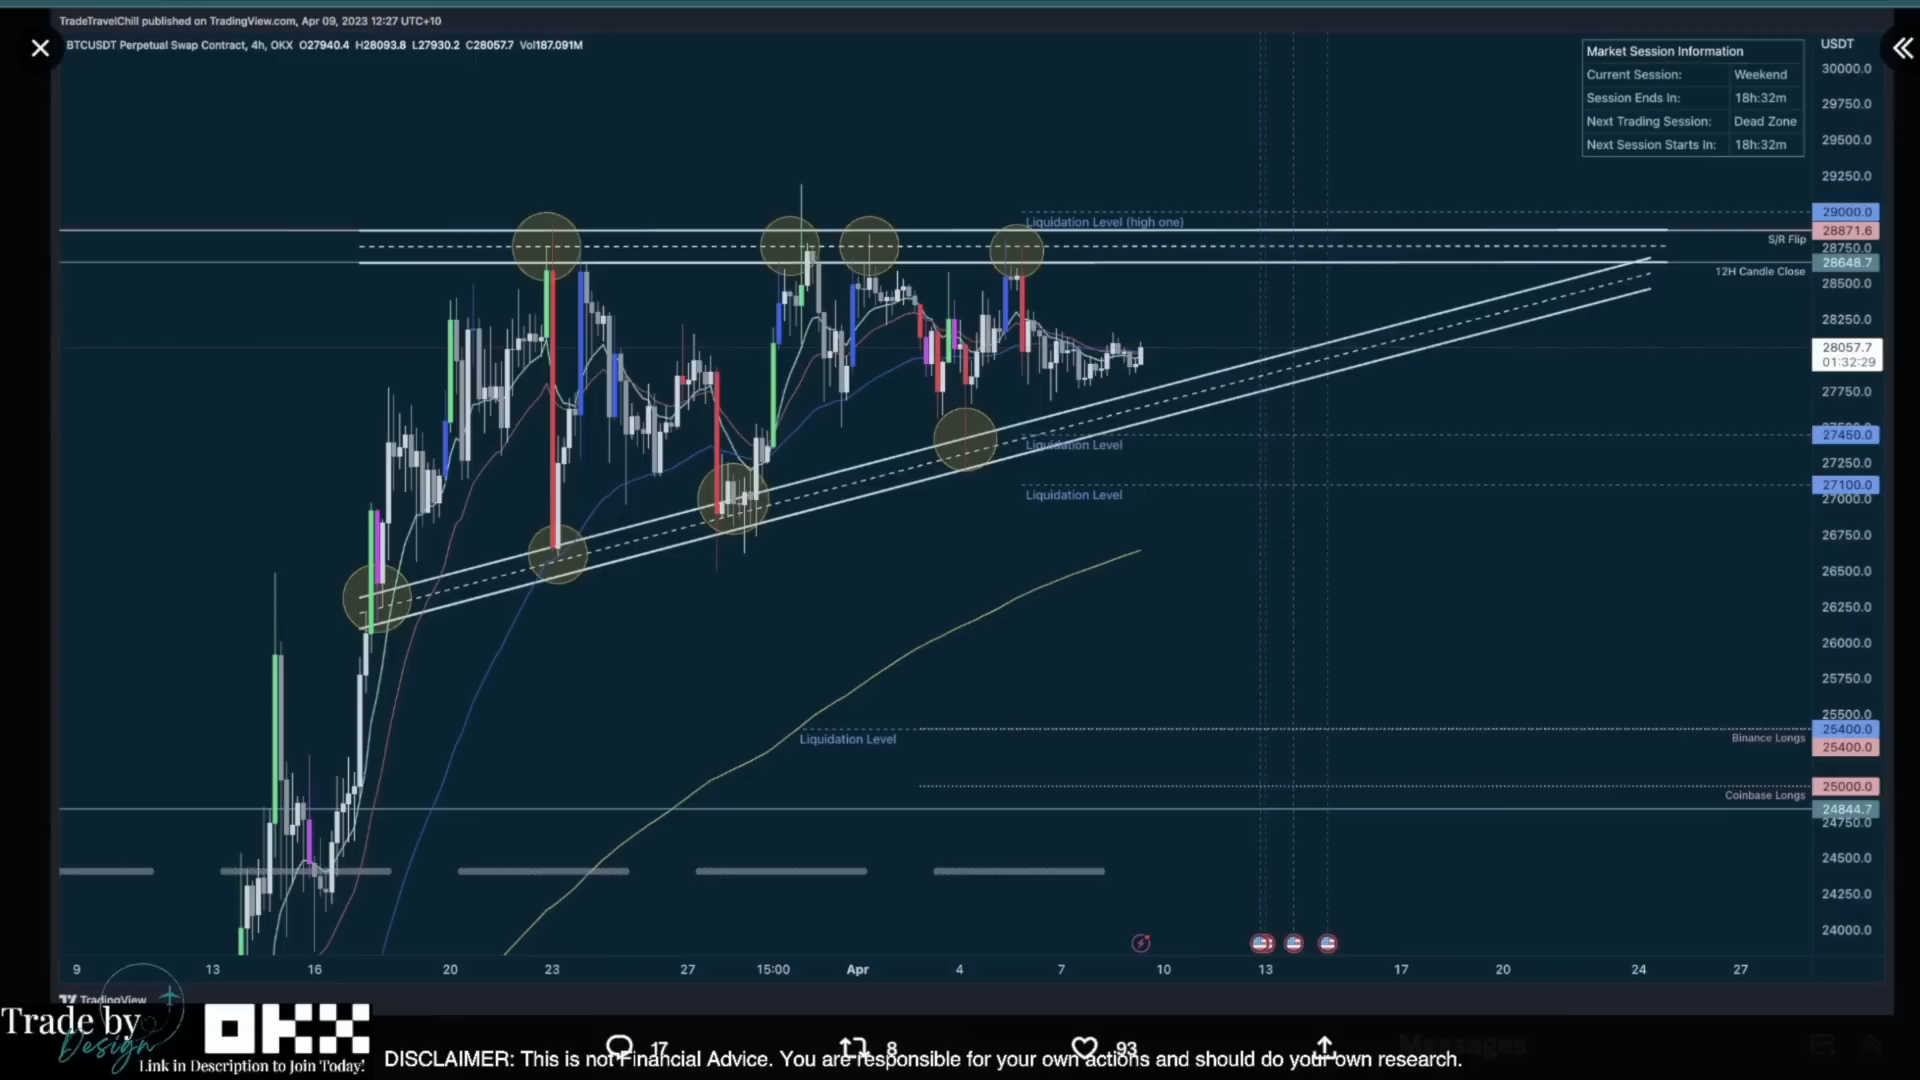 TradeTravelChill published on TradingView.com, Apr 09, 2023 12:27 UTC+10
BTCUSDT Perpetual Swap Contract, 4h, OKX O27940.4 H28093.8 L27930.2 C28057.7 Vol187.091M
USDT
Market Session Information
Current Session: Weekend
Session Ends In: 18h:32m
Next Trading Session: Dead Zone
Next Session Starts In: 18h:32m
30000.0
29750.0
29500.0
29250.0
Liquidation Level (high one)
29000.0
28871.6
S/R Flip
28750.0
28648.7
12H Candle Close
28500.0
28250.0
28057.7
01:32:29
27750.0
27450.0
Liquidation Level
27250.0
27100.0
Liquidation Level
27000.0
26750.0
26500.0
26250.0
26000.0
25750.0
25500.0
25400.0
Liquidation Level
Binance Longs
25400.0
25000.0
Coinbase Longs
24844.7
24750.0
24500.0
24250.0
24000.0
9 13 16 20 23 27 15:00 Apr 4 7 10 13 17 20 24 27
TradingView
Trade by
Design
OKX
Link in Description to Join Today!
17 8 93
Messages
DISCLAIMER: This is not Financial Advice. You are responsible for your own actions and should do your own research.